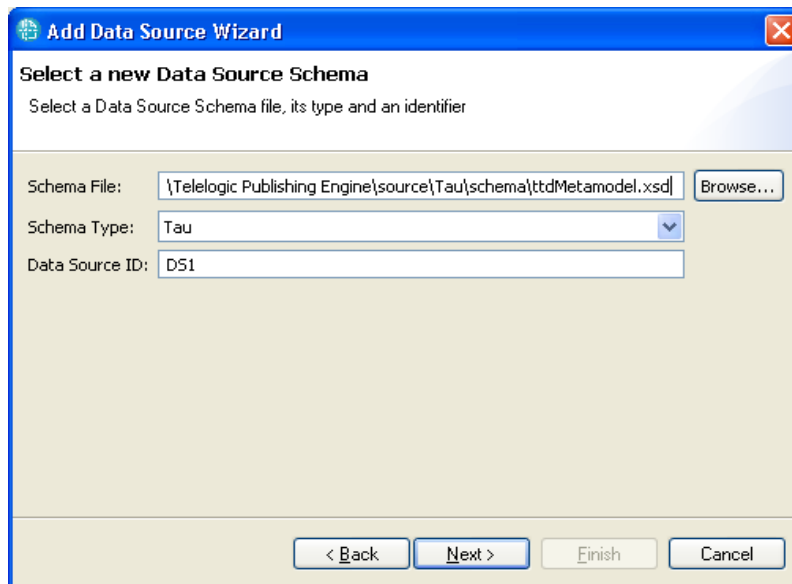 Add Data Source Wizard
Select a new Data Source Schema
Select a Data Source Schema file, its type and an identifier
Schema File: \Telelogic Publishing Engine\source\Tau\schema\ttdMetamodel.xsd Browse...
Schema Type: Tau
Data Source ID: DS1
< Back Next > Finish Cancel